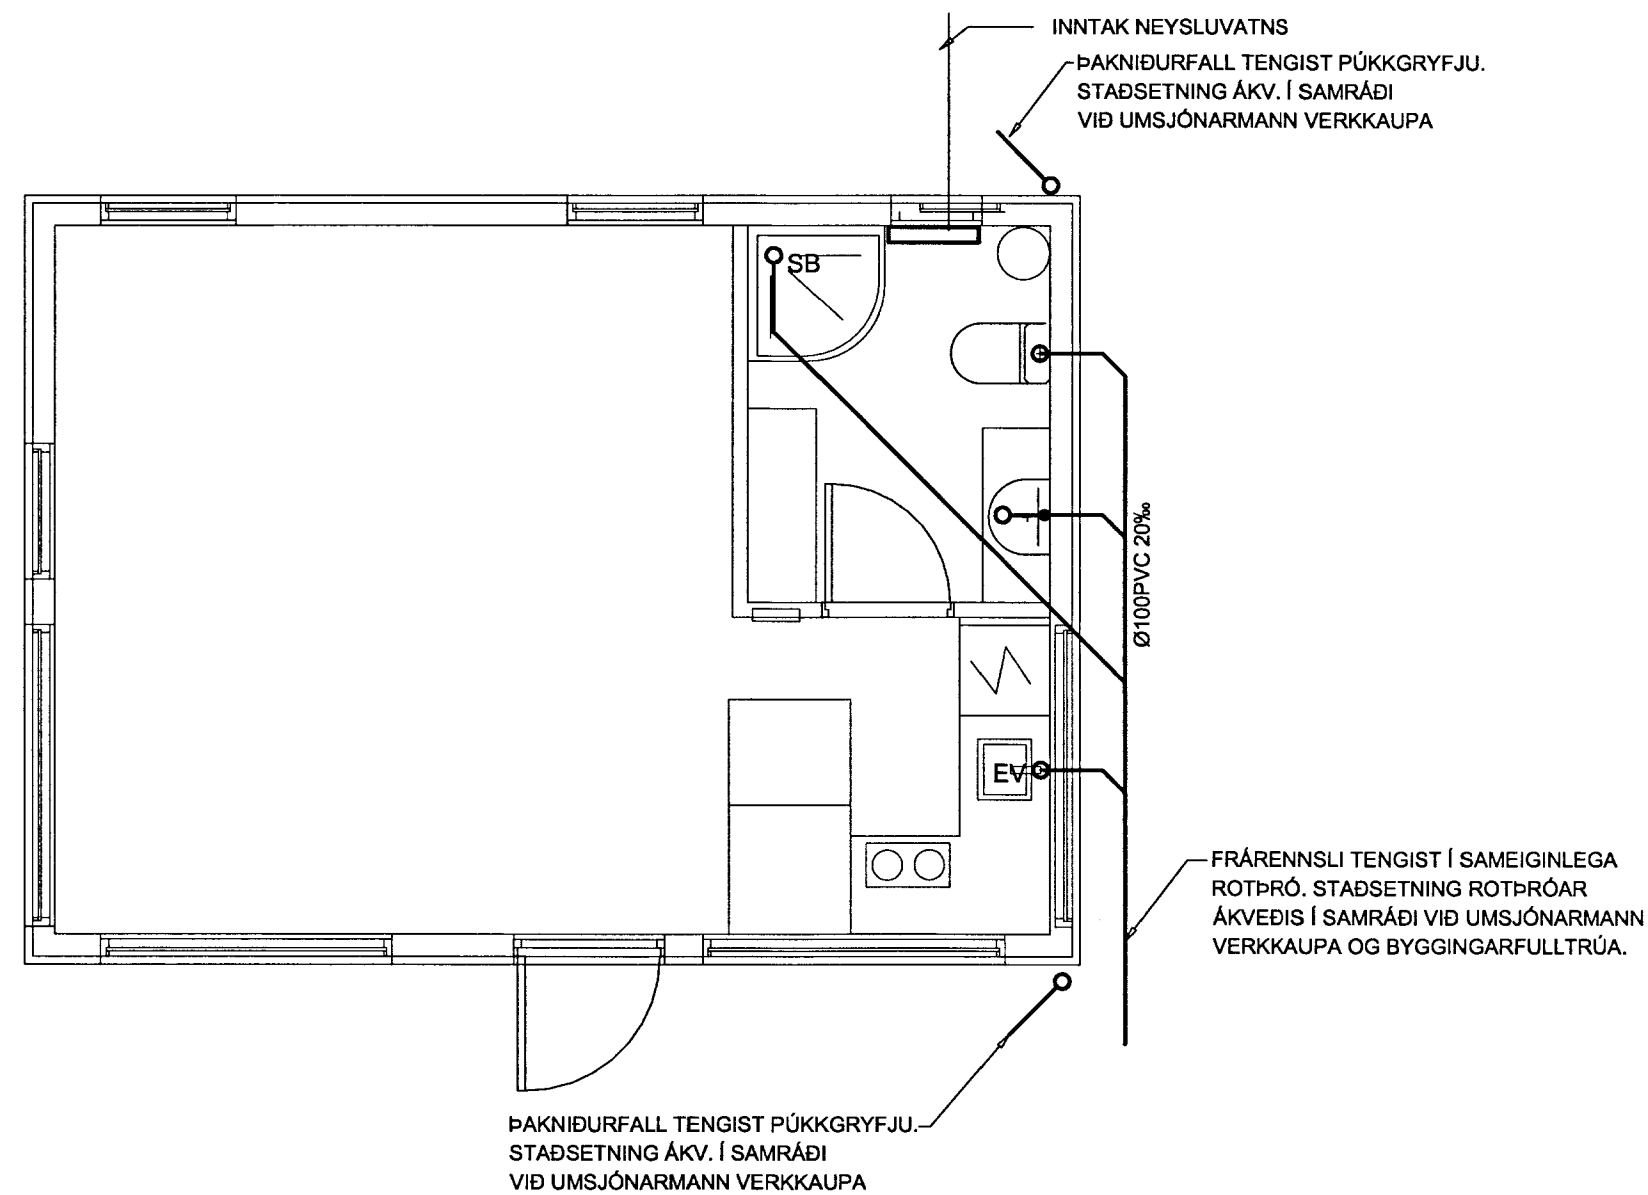 INNTAK NEYSLUVATNS
ÞAKNIÐURFALL TENGIST PÚKKGRYFJU.
STAÐSETNING ÁKV. Í SAMRÁÐI
VIÐ UMSJÓNARMANN VERKKAUPA
SB
Ø100PVC 20‰
EV
FRÁRENNSLI TENGIST Í SAMEIGINLEGA
ROTÞRÓ. STAÐSETNING ROTÞRÓAR
ÁKVEÐIS Í SAMRÁÐI VIÐ UMSJÓNARMANN
VERKKAUPA OG BYGGINGARFULLTRÚA.
ÞAKNIÐURFALL TENGIST PÚKKGRYFJU.
STAÐSETNING ÁKV. Í SAMRÁÐI
VIÐ UMSJÓNARMANN VERKKAUPA